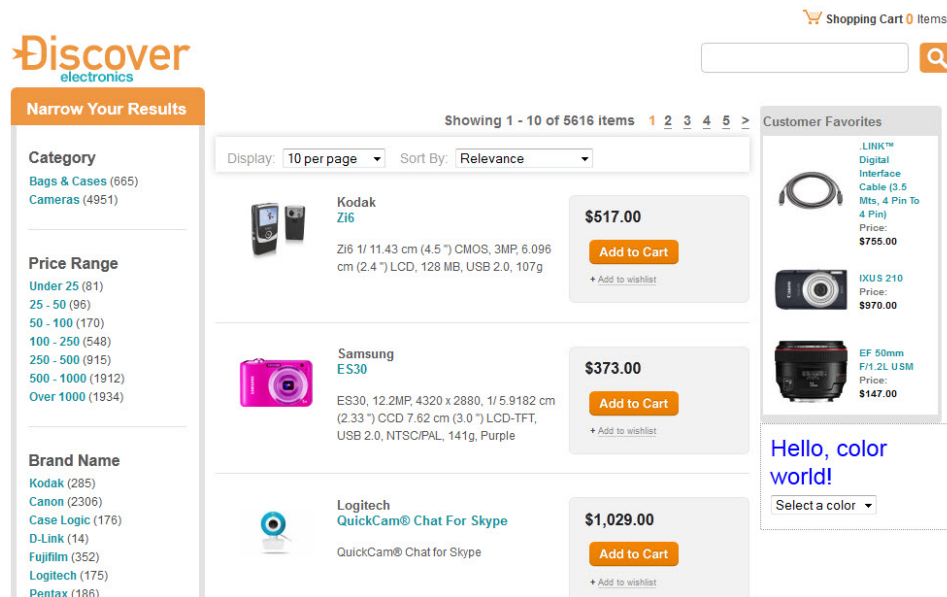 Shopping Cart 0 Items
Discover
electronics
Narrow Your Results
Category
Bags & Cases (665)
Cameras (4951)
Price Range
Under 25 (81)
25 - 50 (96)
50 - 100 (170)
100 - 250 (548)
250 - 500 (915)
500 - 1000 (1912)
Over 1000 (1934)
Brand Name
Kodak (285)
Canon (2306)
Case Logic (176)
D-Link (14)
Fujifilm (352)
Logitech (175)
Pentax (186)
Showing 1 - 10 of 5616 items 1 2 3 4 5 >
Display: 10 per page Sort By: Relevance
Kodak
Zi6
Zi6 1/ 11.43 cm (4.5 ") CMOS, 3MP, 6.096
cm (2.4 ") LCD, 128 MB, USB 2.0, 107g
$517.00
Add to Cart
+ Add to wishlist
Samsung
ES30
ES30, 12.2MP, 4320 x 2880, 1/ 5.9182 cm
(2.33 ") CCD 7.62 cm (3.0 ") LCD-TFT,
USB 2.0, NTSC/PAL, 141g, Purple
$373.00
Add to Cart
+ Add to wishlist
Logitech
QuickCam® Chat For Skype
QuickCam® Chat for Skype
$1,029.00
Add to Cart
+ Add to wishlist
Customer Favorites
.LINK™
Digital
Interface
Cable (3.5
Mts, 4 Pin To
4 Pin)
Price:
$755.00
IXUS 210
Price:
$970.00
EF 50mm
F/1.2L USM
Price:
$147.00
Hello, color
world!
Select a color